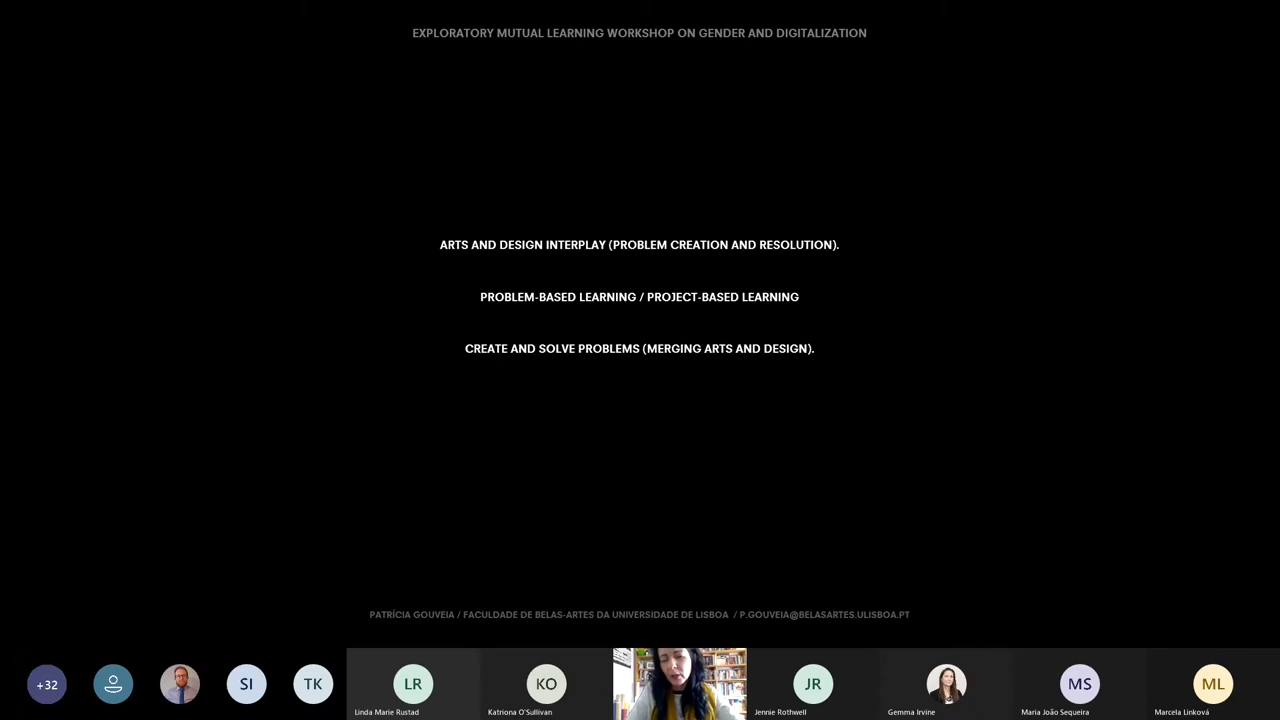 EXPLORATORY MUTUAL LEARNING WORKSHOP ON GENDER AND DIGITALIZATION
ARTS AND DESIGN INTERPLAY (PROBLEM CREATION AND RESOLUTION).
PROBLEM-BASED LEARNING / PROJECT-BASED LEARNING
CREATE AND SOLVE PROBLEMS (MERGING ARTS AND DESIGN).
PATRÍCIA GOUVEIA / FACULDADE DE BELAS-ARTES DA UNIVERSIDADE DE LISBOA / P.GOUVEIA@BELASARTES.ULISBOA.PT
+32
SI
TK
LR
KO
JR
MS
ML
Linda Marie Rustad
Katriona O'Sullivan
Jennie Rothwell
Gemma Irvine
Maria João Sequeira
Marcela Linková